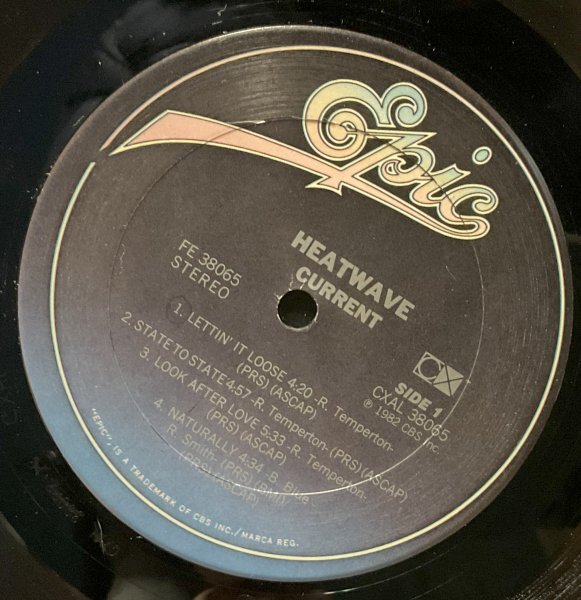 Epic
HEATWAVE
CURRENT
FE 38065
STEREO
SIDE 1
CXAL 38065
℗ 1982 CBS Inc.
1. LETTIN' IT LOOSE 4:20 -R. Temperton-
(PRS) (ASCAP)
2. STATE TO STATE 4:57 -R. Temperton- (PRS) (ASCAP)
3. LOOK AFTER LOVE 5:33 -R. Temperton-
(PRS) (ASCAP)
4. NATURALLY 4:34 -B. Blue
R. Smith- (PRS) (BMI)
(PRS) (ASCAP)
"EPIC", IS A TRADEMARK OF CBS INC./MARCA REG.